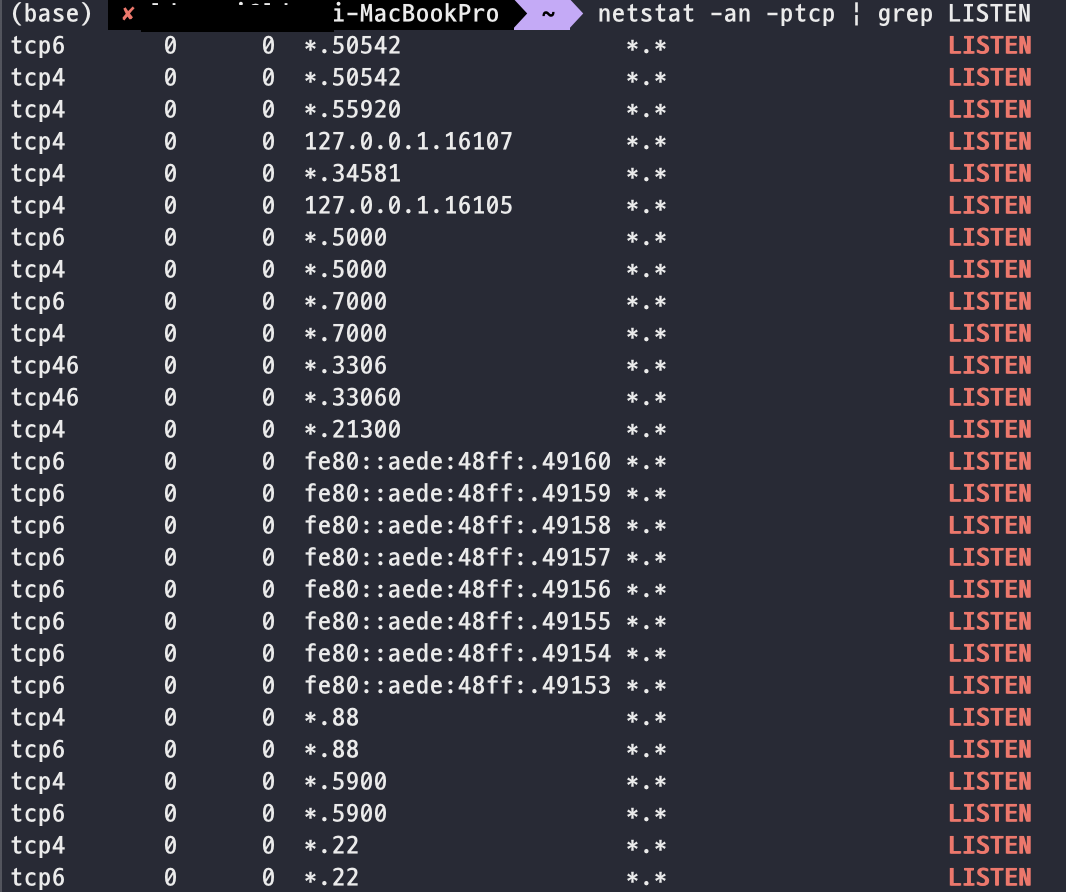 (base) ✘ i-MacBookPro ~ netstat -an -ptcp | grep LISTEN
tcp6 0 0 *.50542 *.* LISTEN
tcp4 0 0 *.50542 *.* LISTEN
tcp4 0 0 *.55920 *.* LISTEN
tcp4 0 0 127.0.0.1.16107 *.* LISTEN
tcp4 0 0 *.34581 *.* LISTEN
tcp4 0 0 127.0.0.1.16105 *.* LISTEN
tcp6 0 0 *.5000 *.* LISTEN
tcp4 0 0 *.5000 *.* LISTEN
tcp6 0 0 *.7000 *.* LISTEN
tcp4 0 0 *.7000 *.* LISTEN
tcp46 0 0 *.3306 *.* LISTEN
tcp46 0 0 *.33060 *.* LISTEN
tcp4 0 0 *.21300 *.* LISTEN
tcp6 0 0 fe80::aede:48ff:.49160 *.* LISTEN
tcp6 0 0 fe80::aede:48ff:.49159 *.* LISTEN
tcp6 0 0 fe80::aede:48ff:.49158 *.* LISTEN
tcp6 0 0 fe80::aede:48ff:.49157 *.* LISTEN
tcp6 0 0 fe80::aede:48ff:.49156 *.* LISTEN
tcp6 0 0 fe80::aede:48ff:.49155 *.* LISTEN
tcp6 0 0 fe80::aede:48ff:.49154 *.* LISTEN
tcp6 0 0 fe80::aede:48ff:.49153 *.* LISTEN
tcp4 0 0 *.88 *.* LISTEN
tcp6 0 0 *.88 *.* LISTEN
tcp4 0 0 *.5900 *.* LISTEN
tcp6 0 0 *.5900 *.* LISTEN
tcp4 0 0 *.22 *.* LISTEN
tcp6 0 0 *.22 *.* LISTEN